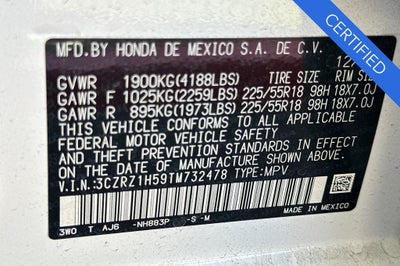 CERTIFIED
MFD.BY HONDA DE MEXICO S.A. DE C.V.
GVWR 1900KG(4188LBS) TIRE SIZE RIM SIZE
GAWR F 1025KG(2259LBS) 225/55R18 98H 18X7.0J
GAWR R 895KG(1973LBS) 225/55R18 98H 18X7.0J
THIS VEHICLE CONFORMS TO ALL APPLICABLE
FEDERAL MOTOR VEHICLE SAFETY
AND THEFT PREVENTION STANDARDS IN EFFECT
ON THE DATE OF MANUFACTURE SHOWN ABOVE.
V.I.N.:3CZRZ1H59TM732478 TYPE:MPV
3WO T AJ6 -NH883P -S -M
MADE IN MEXICO